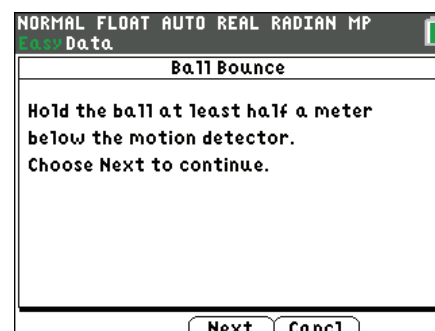 NORMAL FLOAT AUTO REAL RADIAN MP
EasyData
Ball Bounce
Hold the ball at least half a meter
below the motion detector.
Choose Next to continue.
Next Cancl